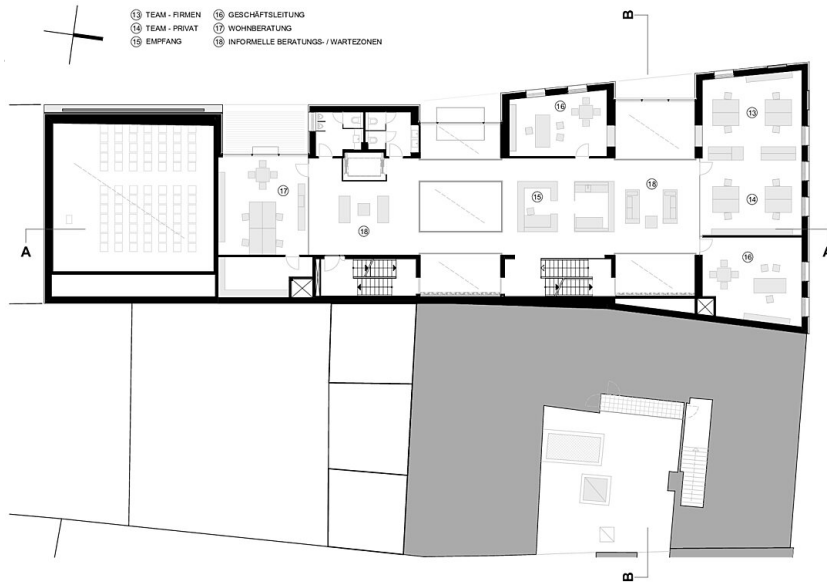 13 TEAM - FIRMEN
14 TEAM - PRIVAT
15 EMPFANG
16 GESCHÄFTSLEITUNG
17 WOHNBERATUNG
18 INFORMELLE BERATUNGS- / WARTEZONEN
B
16
13
17
15
18
14
18
A
A
16
B